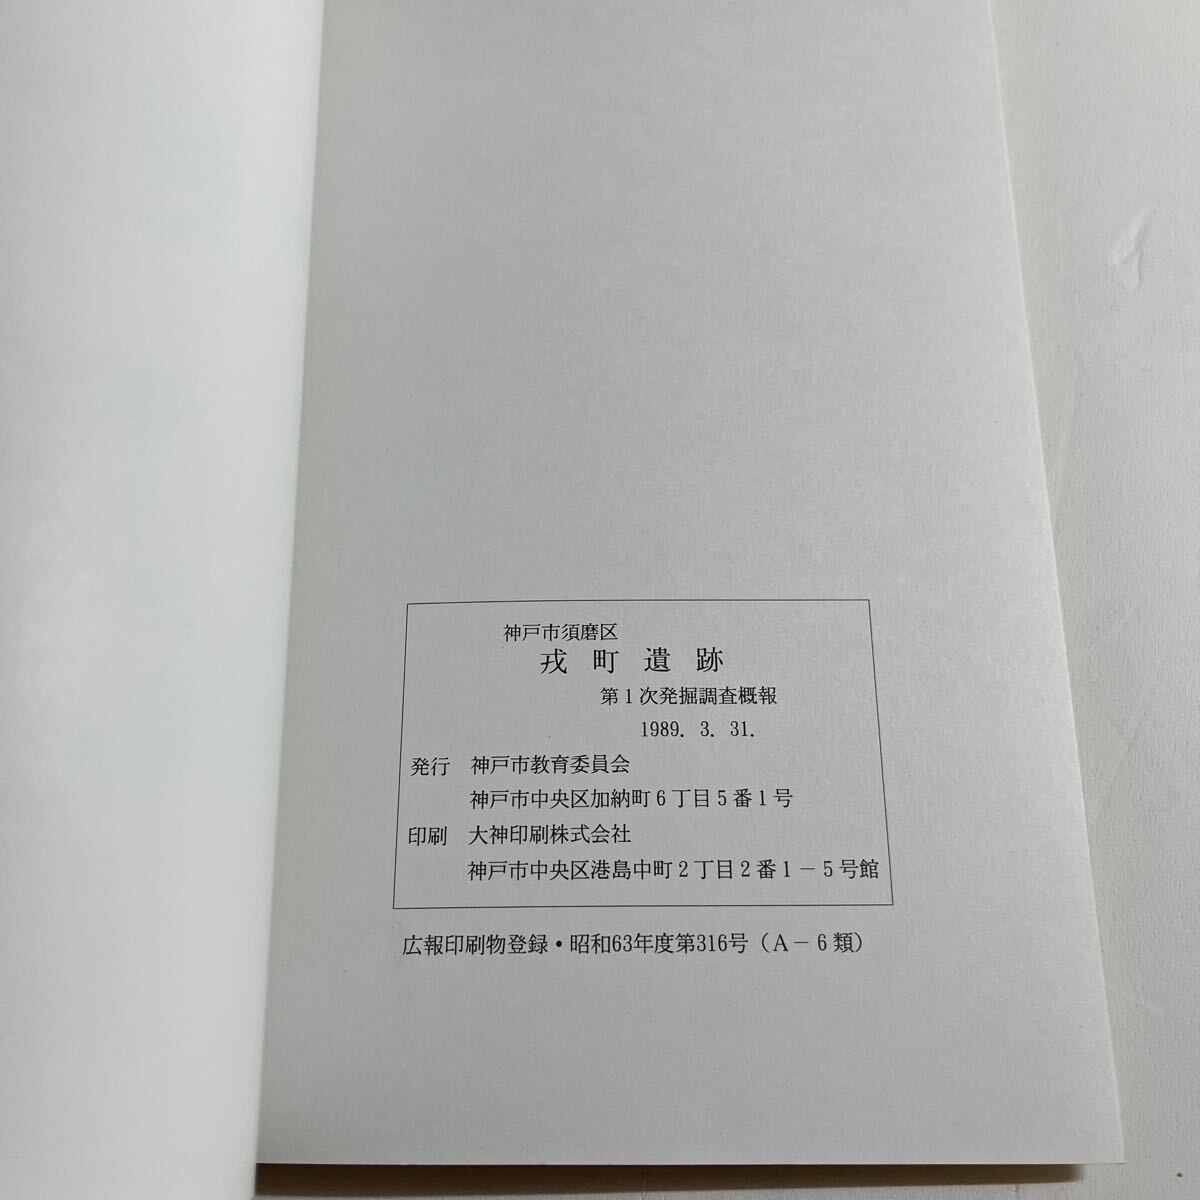 神戸市須磨区
戎町遺跡
第1次発掘調査概報
1989. 3. 31.
発行 神戸市教育委員会
神戸市中央区加納町6丁目5番1号
印刷 大神印刷株式会社
神戸市中央区港島中町2丁目2番1－5号館
広報印刷物登録・昭和63年度第316号（A－6類）